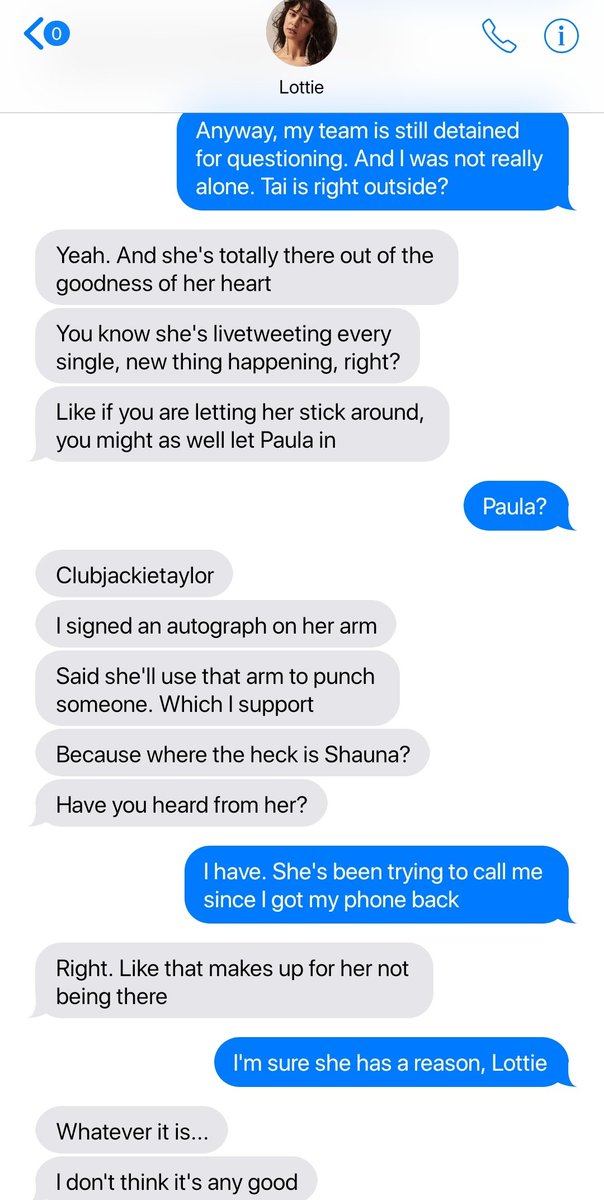 0
Lottie
Anyway, my team is still detained
for questioning. And I was not really
alone. Tai is right outside?
Yeah. And she's totally there out of the
goodness of her heart
You know she's livetweeting every
single, new thing happening, right?
Like if you are letting her stick around,
you might as well let Paula in
Paula?
Clubjackietaylor
I signed an autograph on her arm
Said she'll use that arm to punch
someone. Which I support
Because where the heck is Shauna?
Have you heard from her?
I have. She's been trying to call me
since I got my phone back
Right. Like that makes up for her not
being there
I'm sure she has a reason, Lottie
Whatever it is...
I don't think it's any good